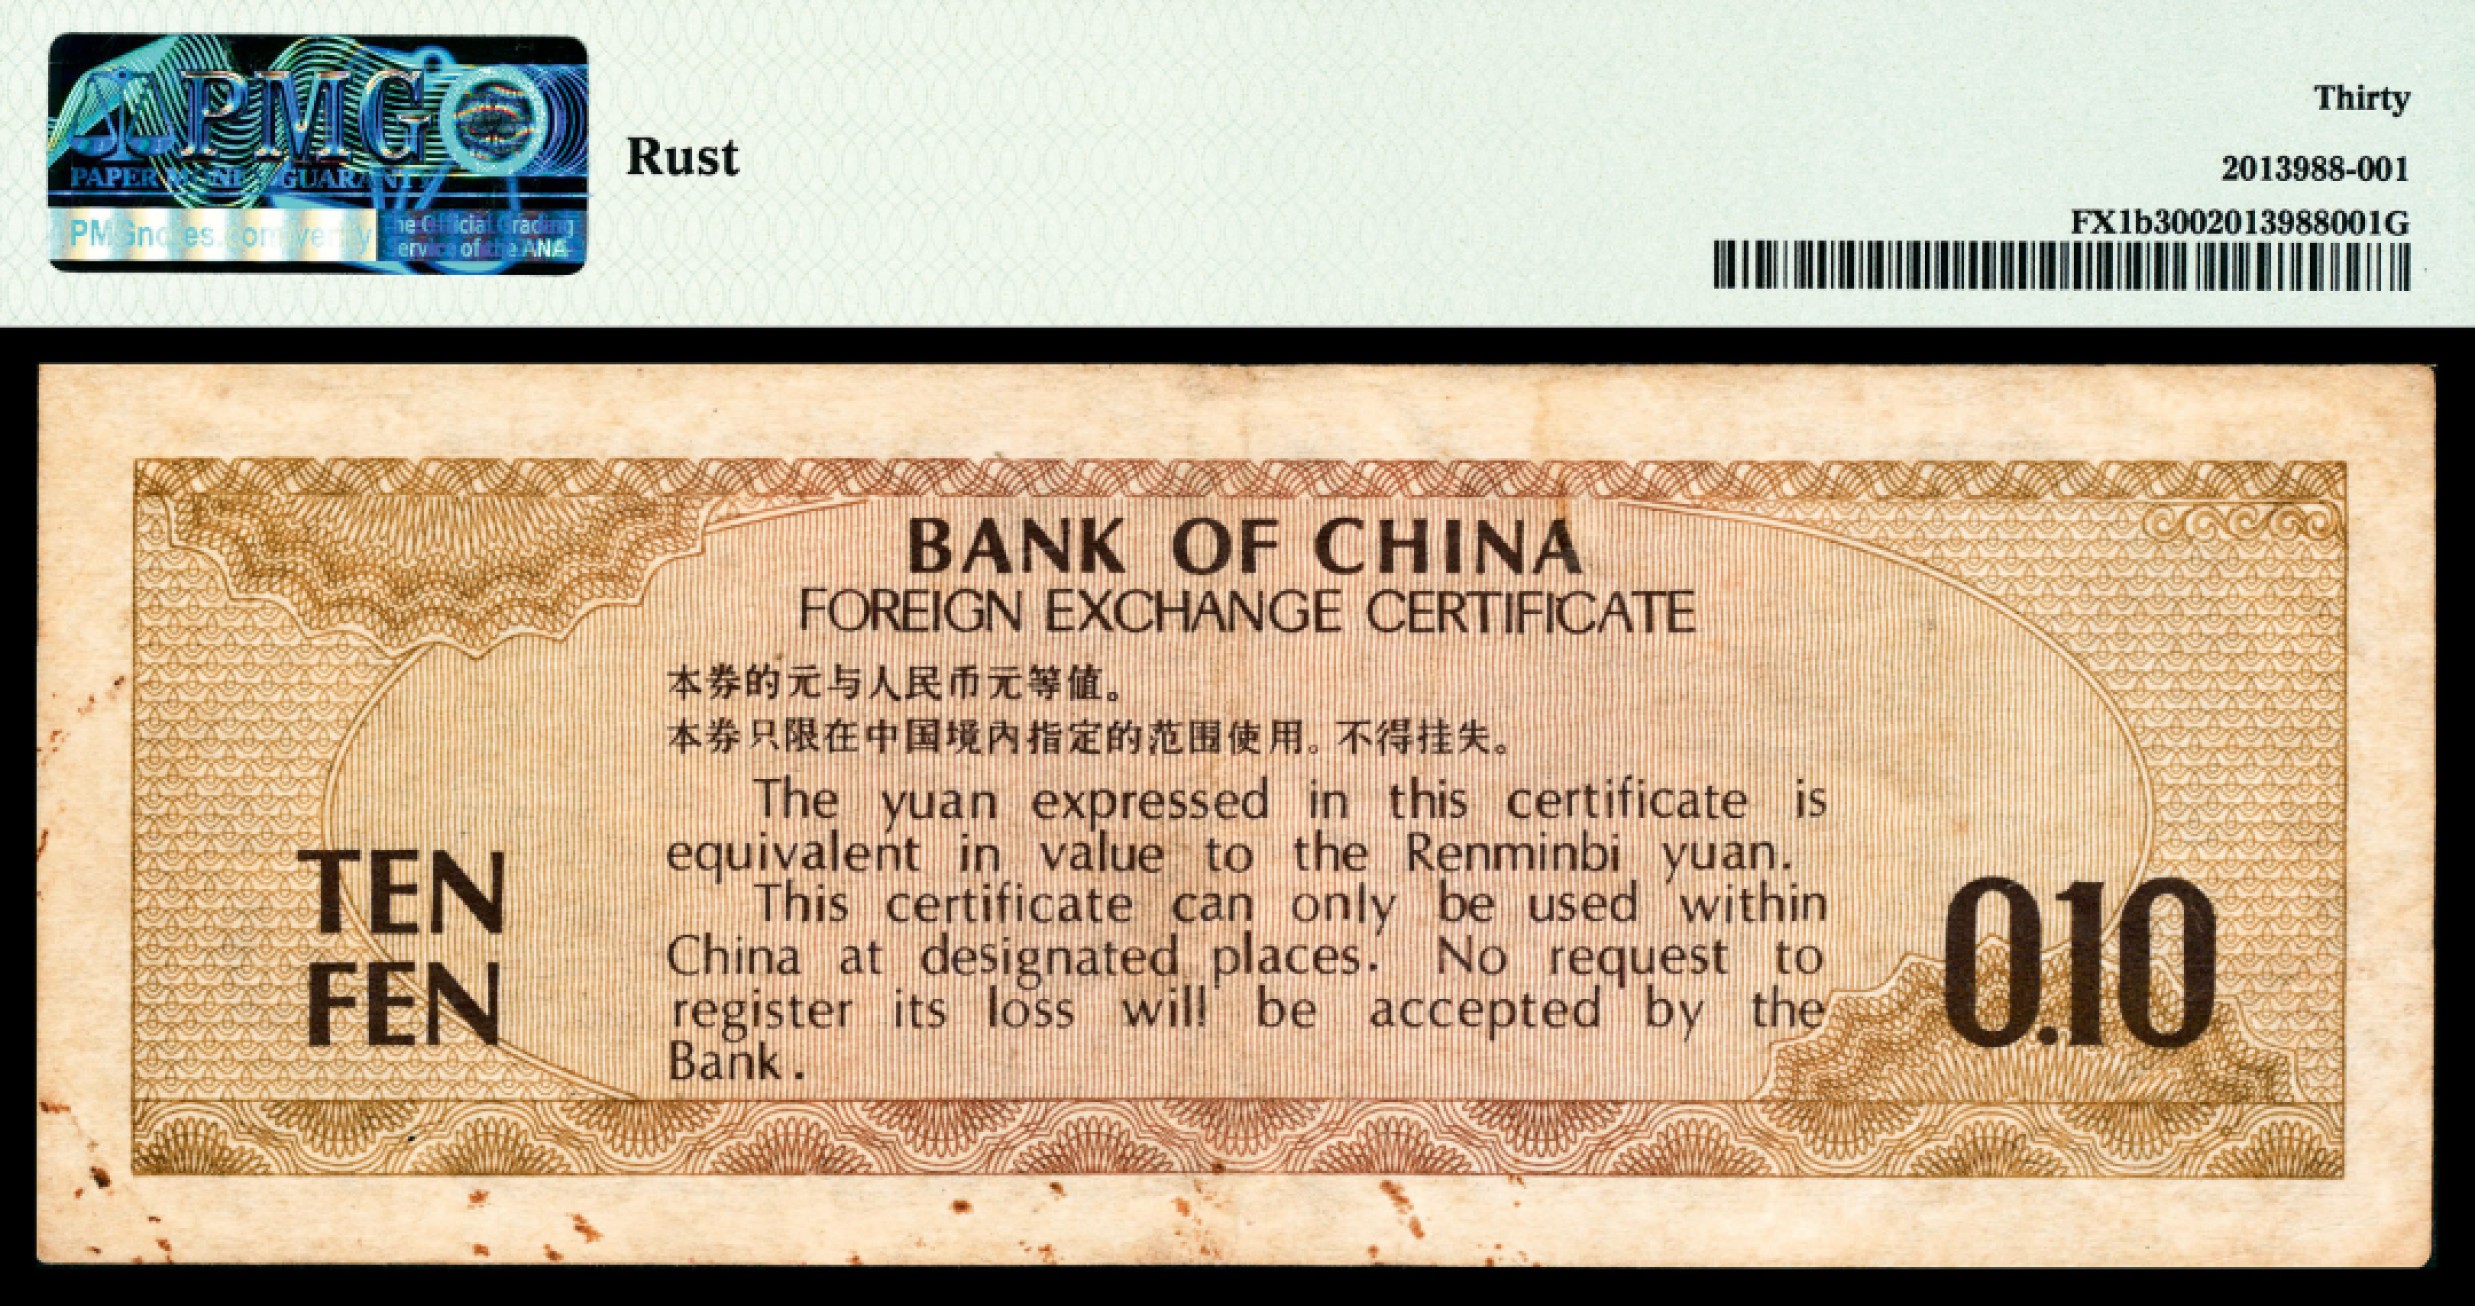 PMG
PAPER MONEY GUARANTY
PMGnotes.com/verify
The Official Grading
Service of the ANA
Rust
Thirty
2013988-001
FX1b3002013988001G
BANK OF CHINA
FOREIGN EXCHANGE CERTIFICATE
本券的元与人民币元等值。
本券只限在中国境内指定的范围使用。不得挂失。
The yuan expressed in this certificate is
equivalent in value to the Renminbi yuan.
This certificate can only be used within
China at designated places. No request to
register its loss will be accepted by the
Bank.
TEN
FEN
0.10